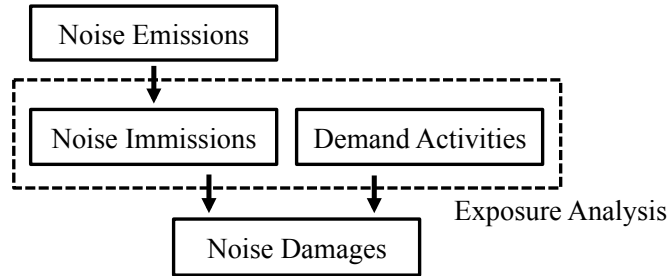 Noise Emissions
Noise Immissions
Demand Activities
Exposure Analysis
Noise Damages